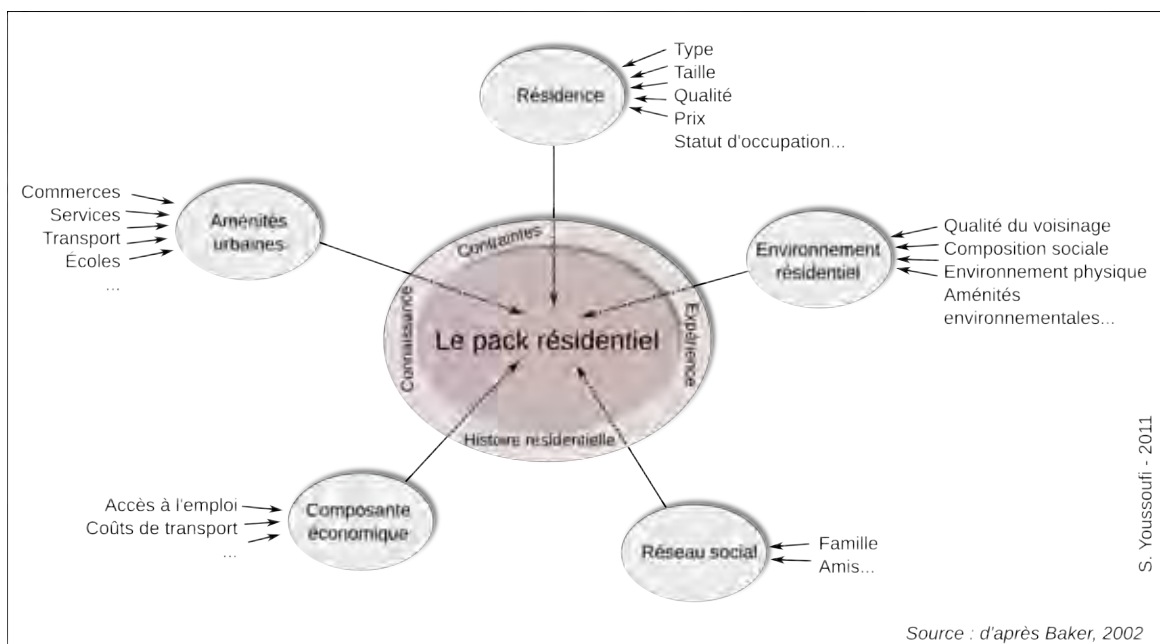 Résidence
Type
Taille
Qualité
Prix
Statut d'occupation...
Commerces
Services
Transport
Écoles
...
Aménités
urbaines
Environnement
résidentiel
Qualité du voisinage
Composition sociale
Environnement physique
Aménités
environnementales...
Contraintes
Connaissance
Expérience
Le pack résidentiel
Histoire résidentielle
Accès à l'emploi
Coûts de transport
...
Composante
économique
Réseau social
Famille
Amis...
S. Youssoufi - 2011
Source : d'après Baker, 2002